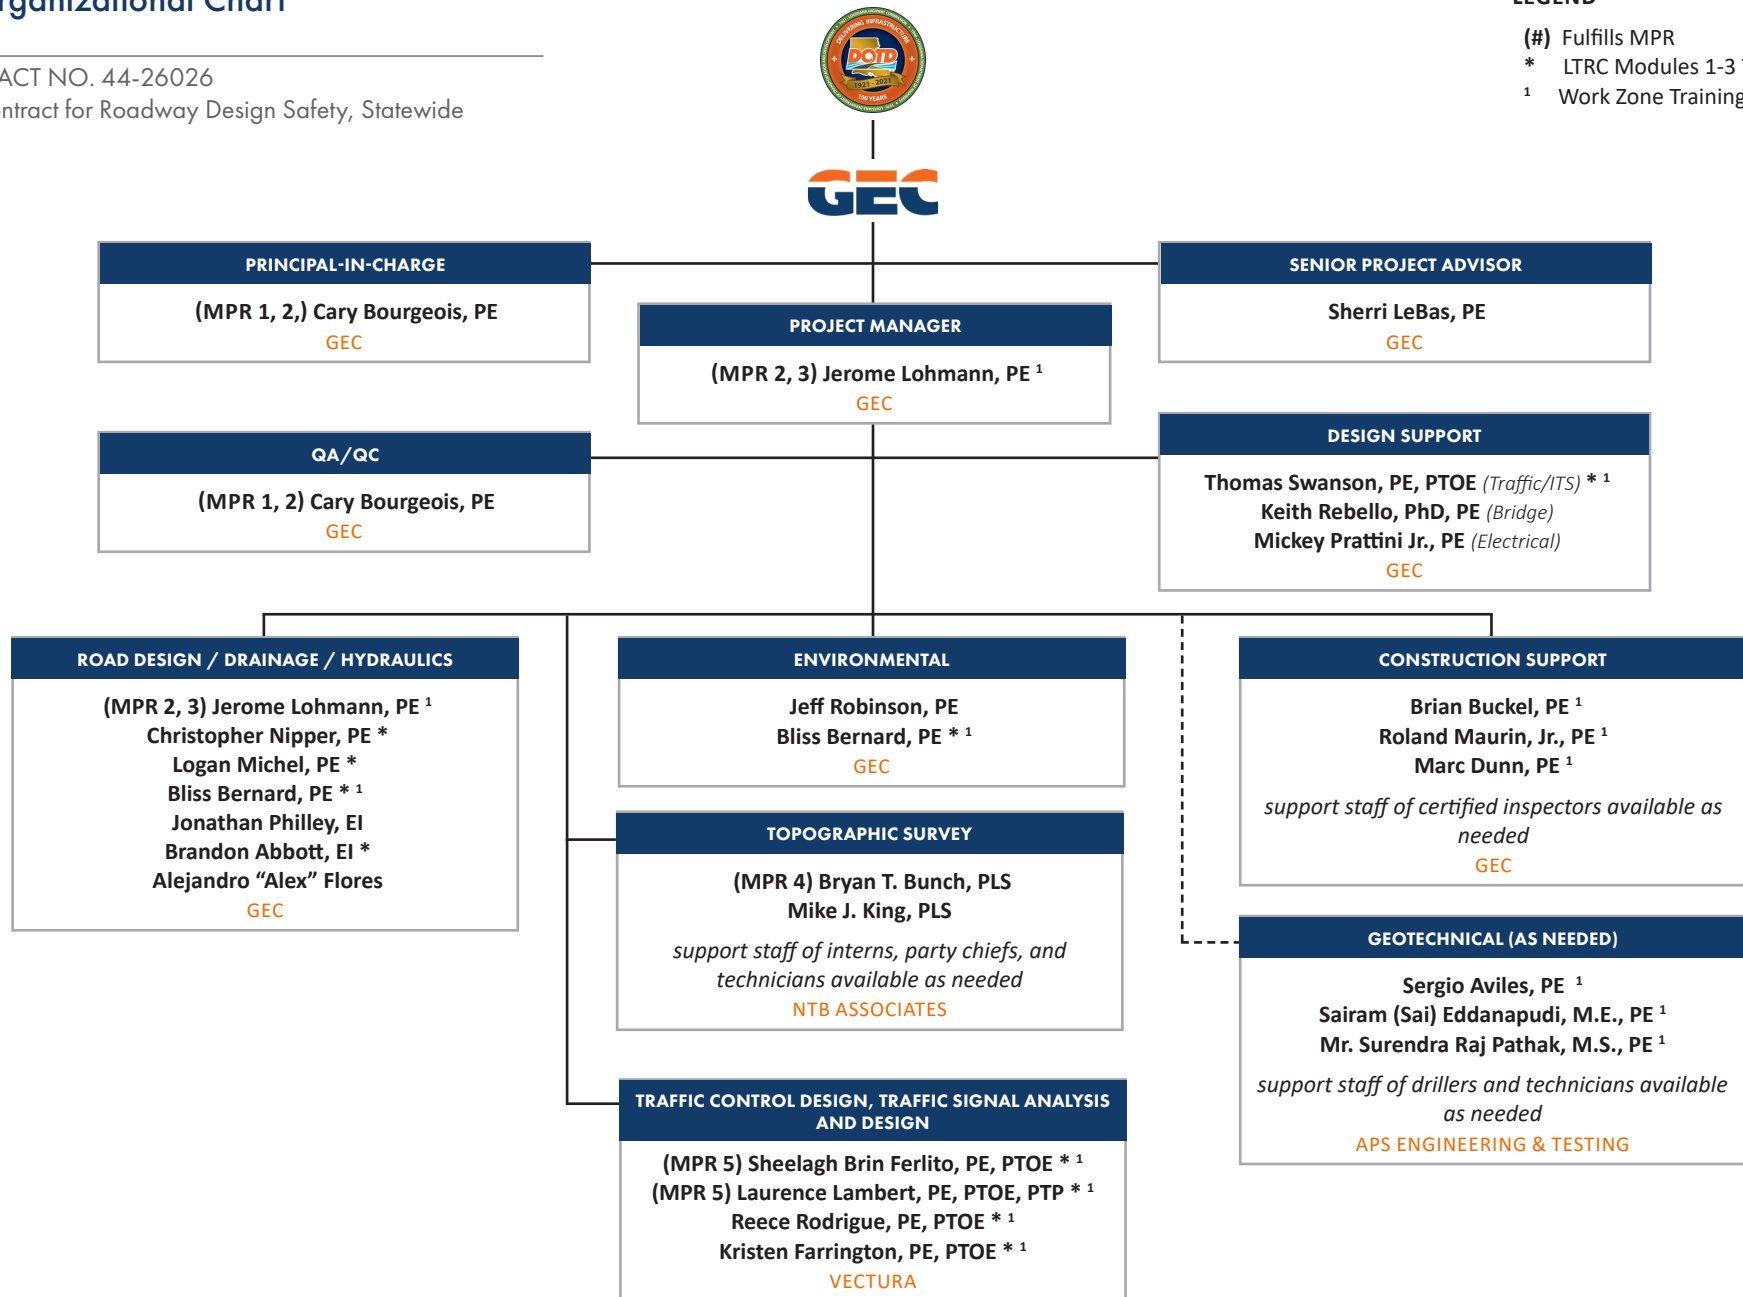 rganizational Chart
ACT NO. 44-26026
ontract for Roadway Design Safety, Statewide
LEGEND
(#) Fulfills MPR
* LTRC Modules 1-3 T
¹ Work Zone Training
DELIVERING INFRASTRUCTURE
DOTD
1921 - 2021
100 YEARS
GEC
PRINCIPAL-IN-CHARGE
(MPR 1, 2,) Cary Bourgeois, PE
GEC
SENIOR PROJECT ADVISOR
Sherri LeBas, PE
GEC
PROJECT MANAGER
(MPR 2, 3) Jerome Lohmann, PE ¹
GEC
QA/QC
(MPR 1, 2) Cary Bourgeois, PE
GEC
DESIGN SUPPORT
Thomas Swanson, PE, PTOE (Traffic/ITS) * ¹
Keith Rebello, PhD, PE (Bridge)
Mickey Prattini Jr., PE (Electrical)
GEC
ROAD DESIGN / DRAINAGE / HYDRAULICS
(MPR 2, 3) Jerome Lohmann, PE ¹
Christopher Nipper, PE *
Logan Michel, PE *
Bliss Bernard, PE * ¹
Jonathan Philley, EI
Brandon Abbott, EI *
Alejandro “Alex” Flores
GEC
ENVIRONMENTAL
Jeff Robinson, PE
Bliss Bernard, PE * ¹
GEC
TOPOGRAPHIC SURVEY
(MPR 4) Bryan T. Bunch, PLS
Mike J. King, PLS
support staff of interns, party chiefs, and
technicians available as needed
NTB ASSOCIATES
TRAFFIC CONTROL DESIGN, TRAFFIC SIGNAL ANALYSIS
AND DESIGN
(MPR 5) Sheelagh Brin Ferlito, PE, PTOE * ¹
(MPR 5) Laurence Lambert, PE, PTOE, PTP * ¹
Reece Rodrigue, PE, PTOE * ¹
Kristen Farrington, PE, PTOE * ¹
VECTURA
CONSTRUCTION SUPPORT
Brian Buckel, PE ¹
Roland Maurin, Jr., PE ¹
Marc Dunn, PE ¹
support staff of certified inspectors available as
needed
GEC
GEOTECHNICAL (AS NEEDED)
Sergio Aviles, PE ¹
Sairam (Sai) Eddanapudi, M.E., PE ¹
Mr. Surendra Raj Pathak, M.S., PE ¹
support staff of drillers and technicians available
as needed
APS ENGINEERING & TESTING